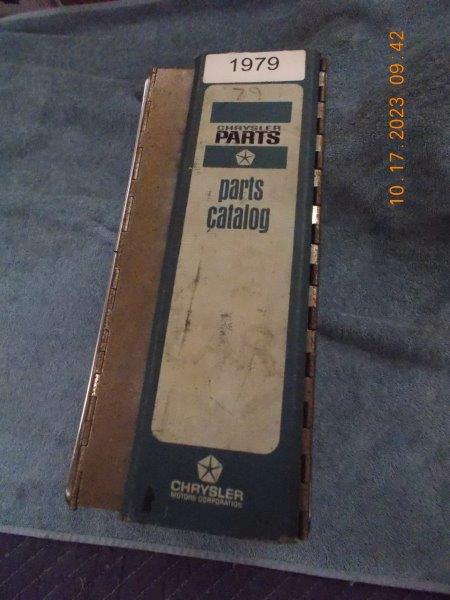 1979
79
CHRYSLER
PARTS
parts
catalog
CHRYSLER
MOTORS CORPORATION
10.17.2023 09 42